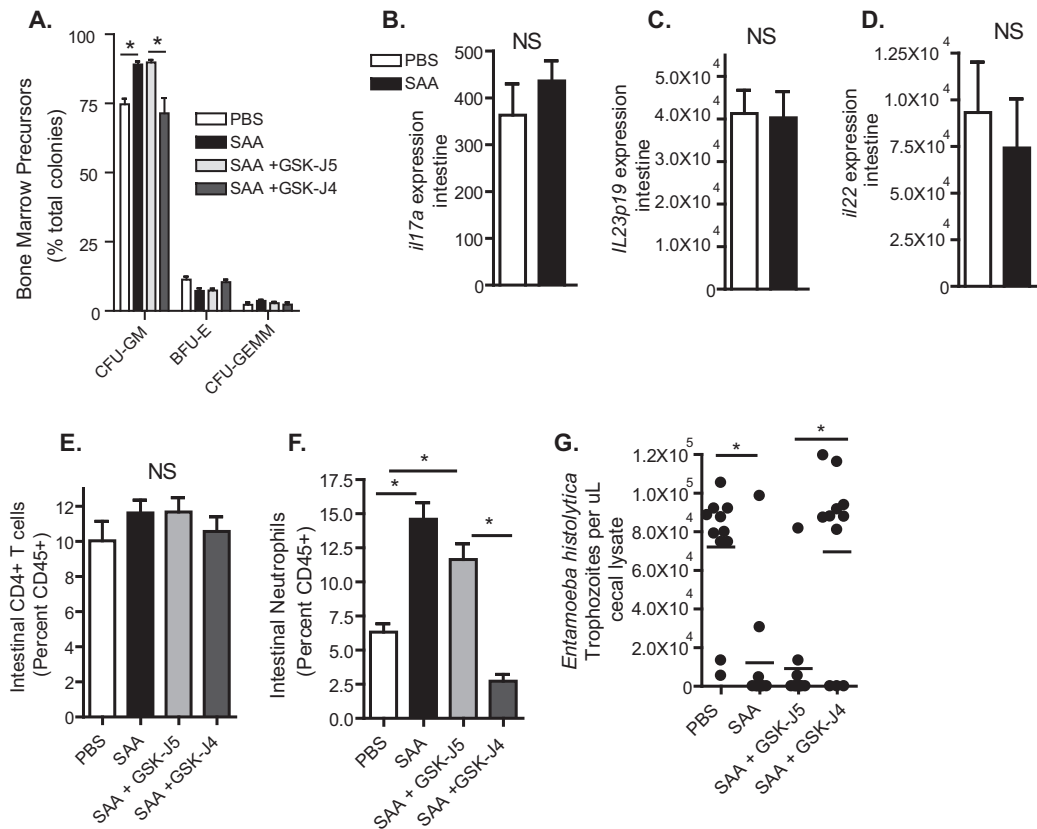 A.
Bone Marrow Precursors
(% total colonies)
100
75
50
25
0
*
*
PBS
SAA
SAA +GSK-J5
SAA +GSK-J4
CFU-GM
BFU-E
CFU-GEMM
B.
NS
PBS
SAA
il17a expression
intestine
500
400
300
200
100
0
C.
NS
IL23p19 expression
intestine
5.0X10 4
4.0X10 4
3.0X10 4
2.0X10 4
1.0X10 4
0
D.
NS
il22 expression
intestine
1.25X10 4
1.0X10 4
7.5X10 4
5.0X10 4
2.5X10 4
0
E.
NS
Intestinal CD4+ T cells
(Percent CD45+)
12
10
8
6
4
2
0
PBS
SAA
SAA + GSK-J5
SAA +GSK-J4
F.
Intestinal Neutrophils
(Percent CD45+)
17.5
15.0
12.5
10.0
7.5
5.0
2.5
0.0
*
*
*
PBS
SAA
SAA + GSK-J5
SAA +GSK-J4
G.
Entamoeba histolytica
Trophozoites per uL
cecal lysate
1.2X10 5
1.0X10 5
8.0X10 4
6.0X10 4
4.0X10 4
2.0X10 4
0
*
*
PBS
SAA
SAA + GSK-J5
SAA + GSK-J4